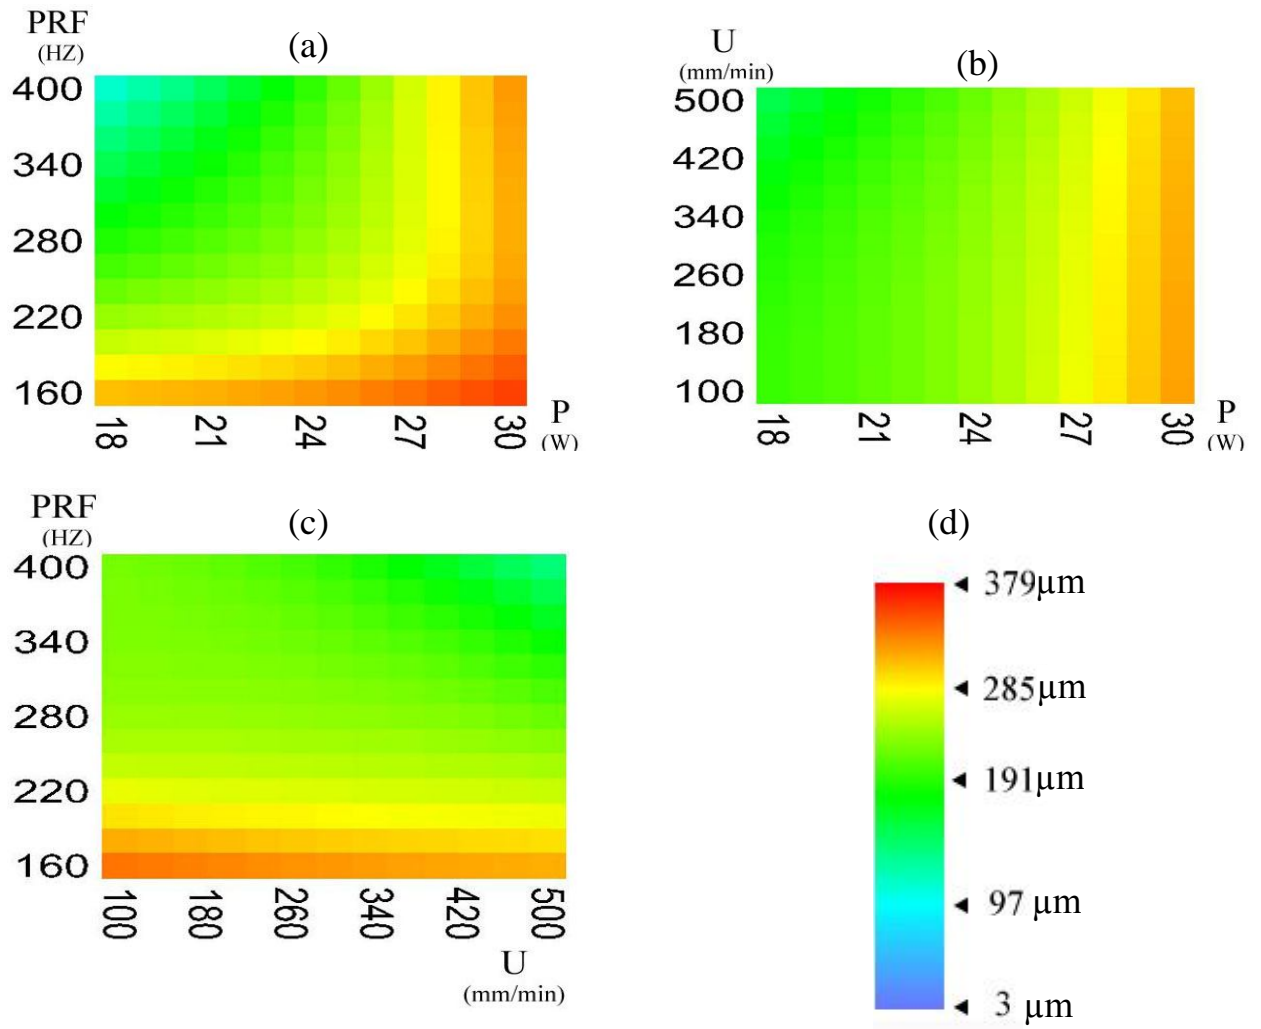 PRF
(HZ)
(a)
400
340
280
220
160
18 21 24 27 30
P
(W)
U
(mm/min)
(b)
500
420
340
260
180
100
18 21 24 27 30
P
(W)
PRF
(HZ)
(c)
400
340
280
220
160
100 180 260 340 420 500
U
(mm/min)
(d)
379µm
285µm
191µm
97 µm
3 µm